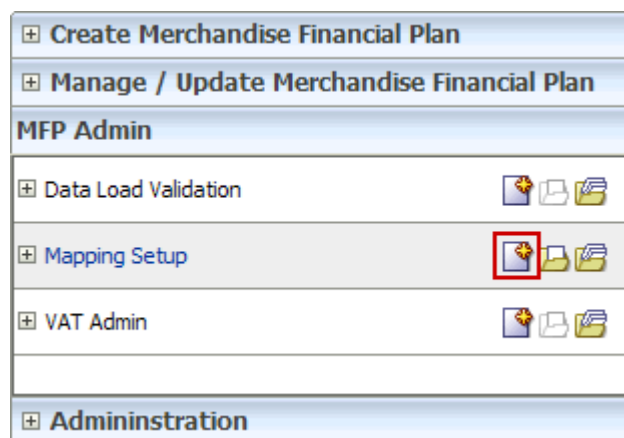 Create Merchandise Financial Plan
Manage / Update Merchandise Financial Plan
MFP Admin
Data Load Validation
Mapping Setup
VAT Admin
Admininstration